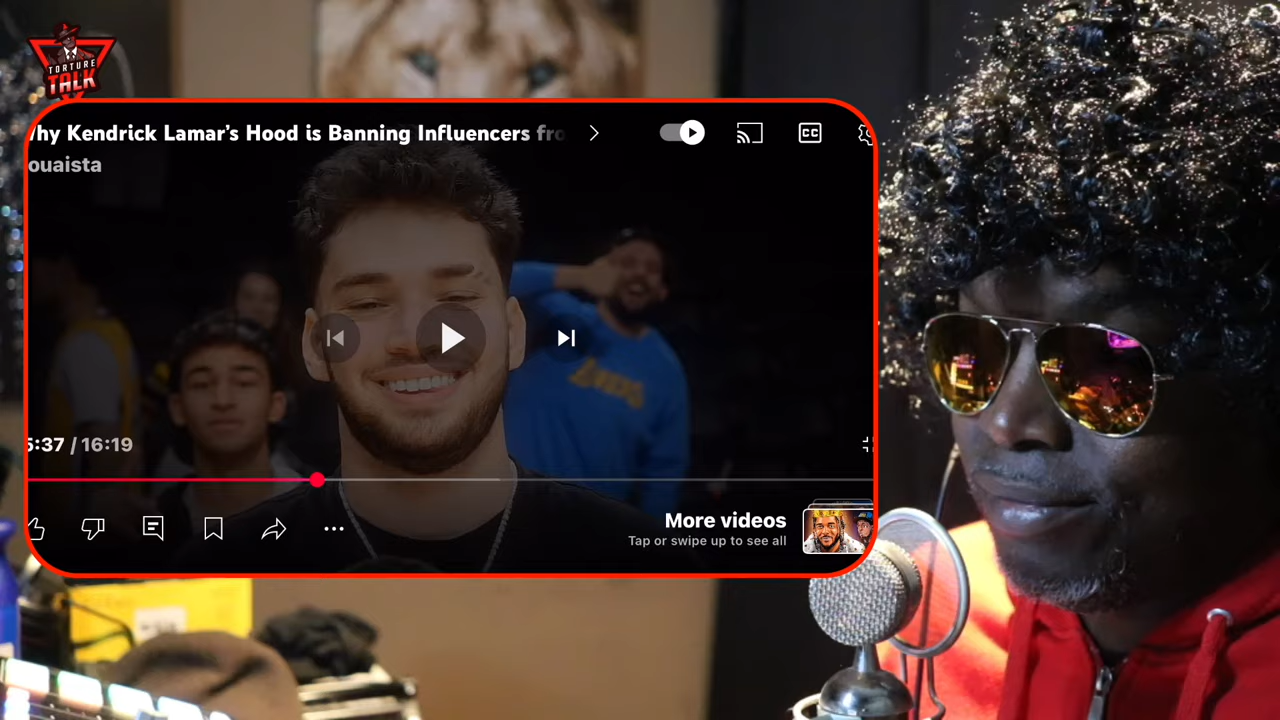 TORTURE
TALK
hy Kendrick Lamar's Hood is Banning Influencers fro
ouaista
CC
5:37 / 16:19
More videos
Tap or swipe up to see all